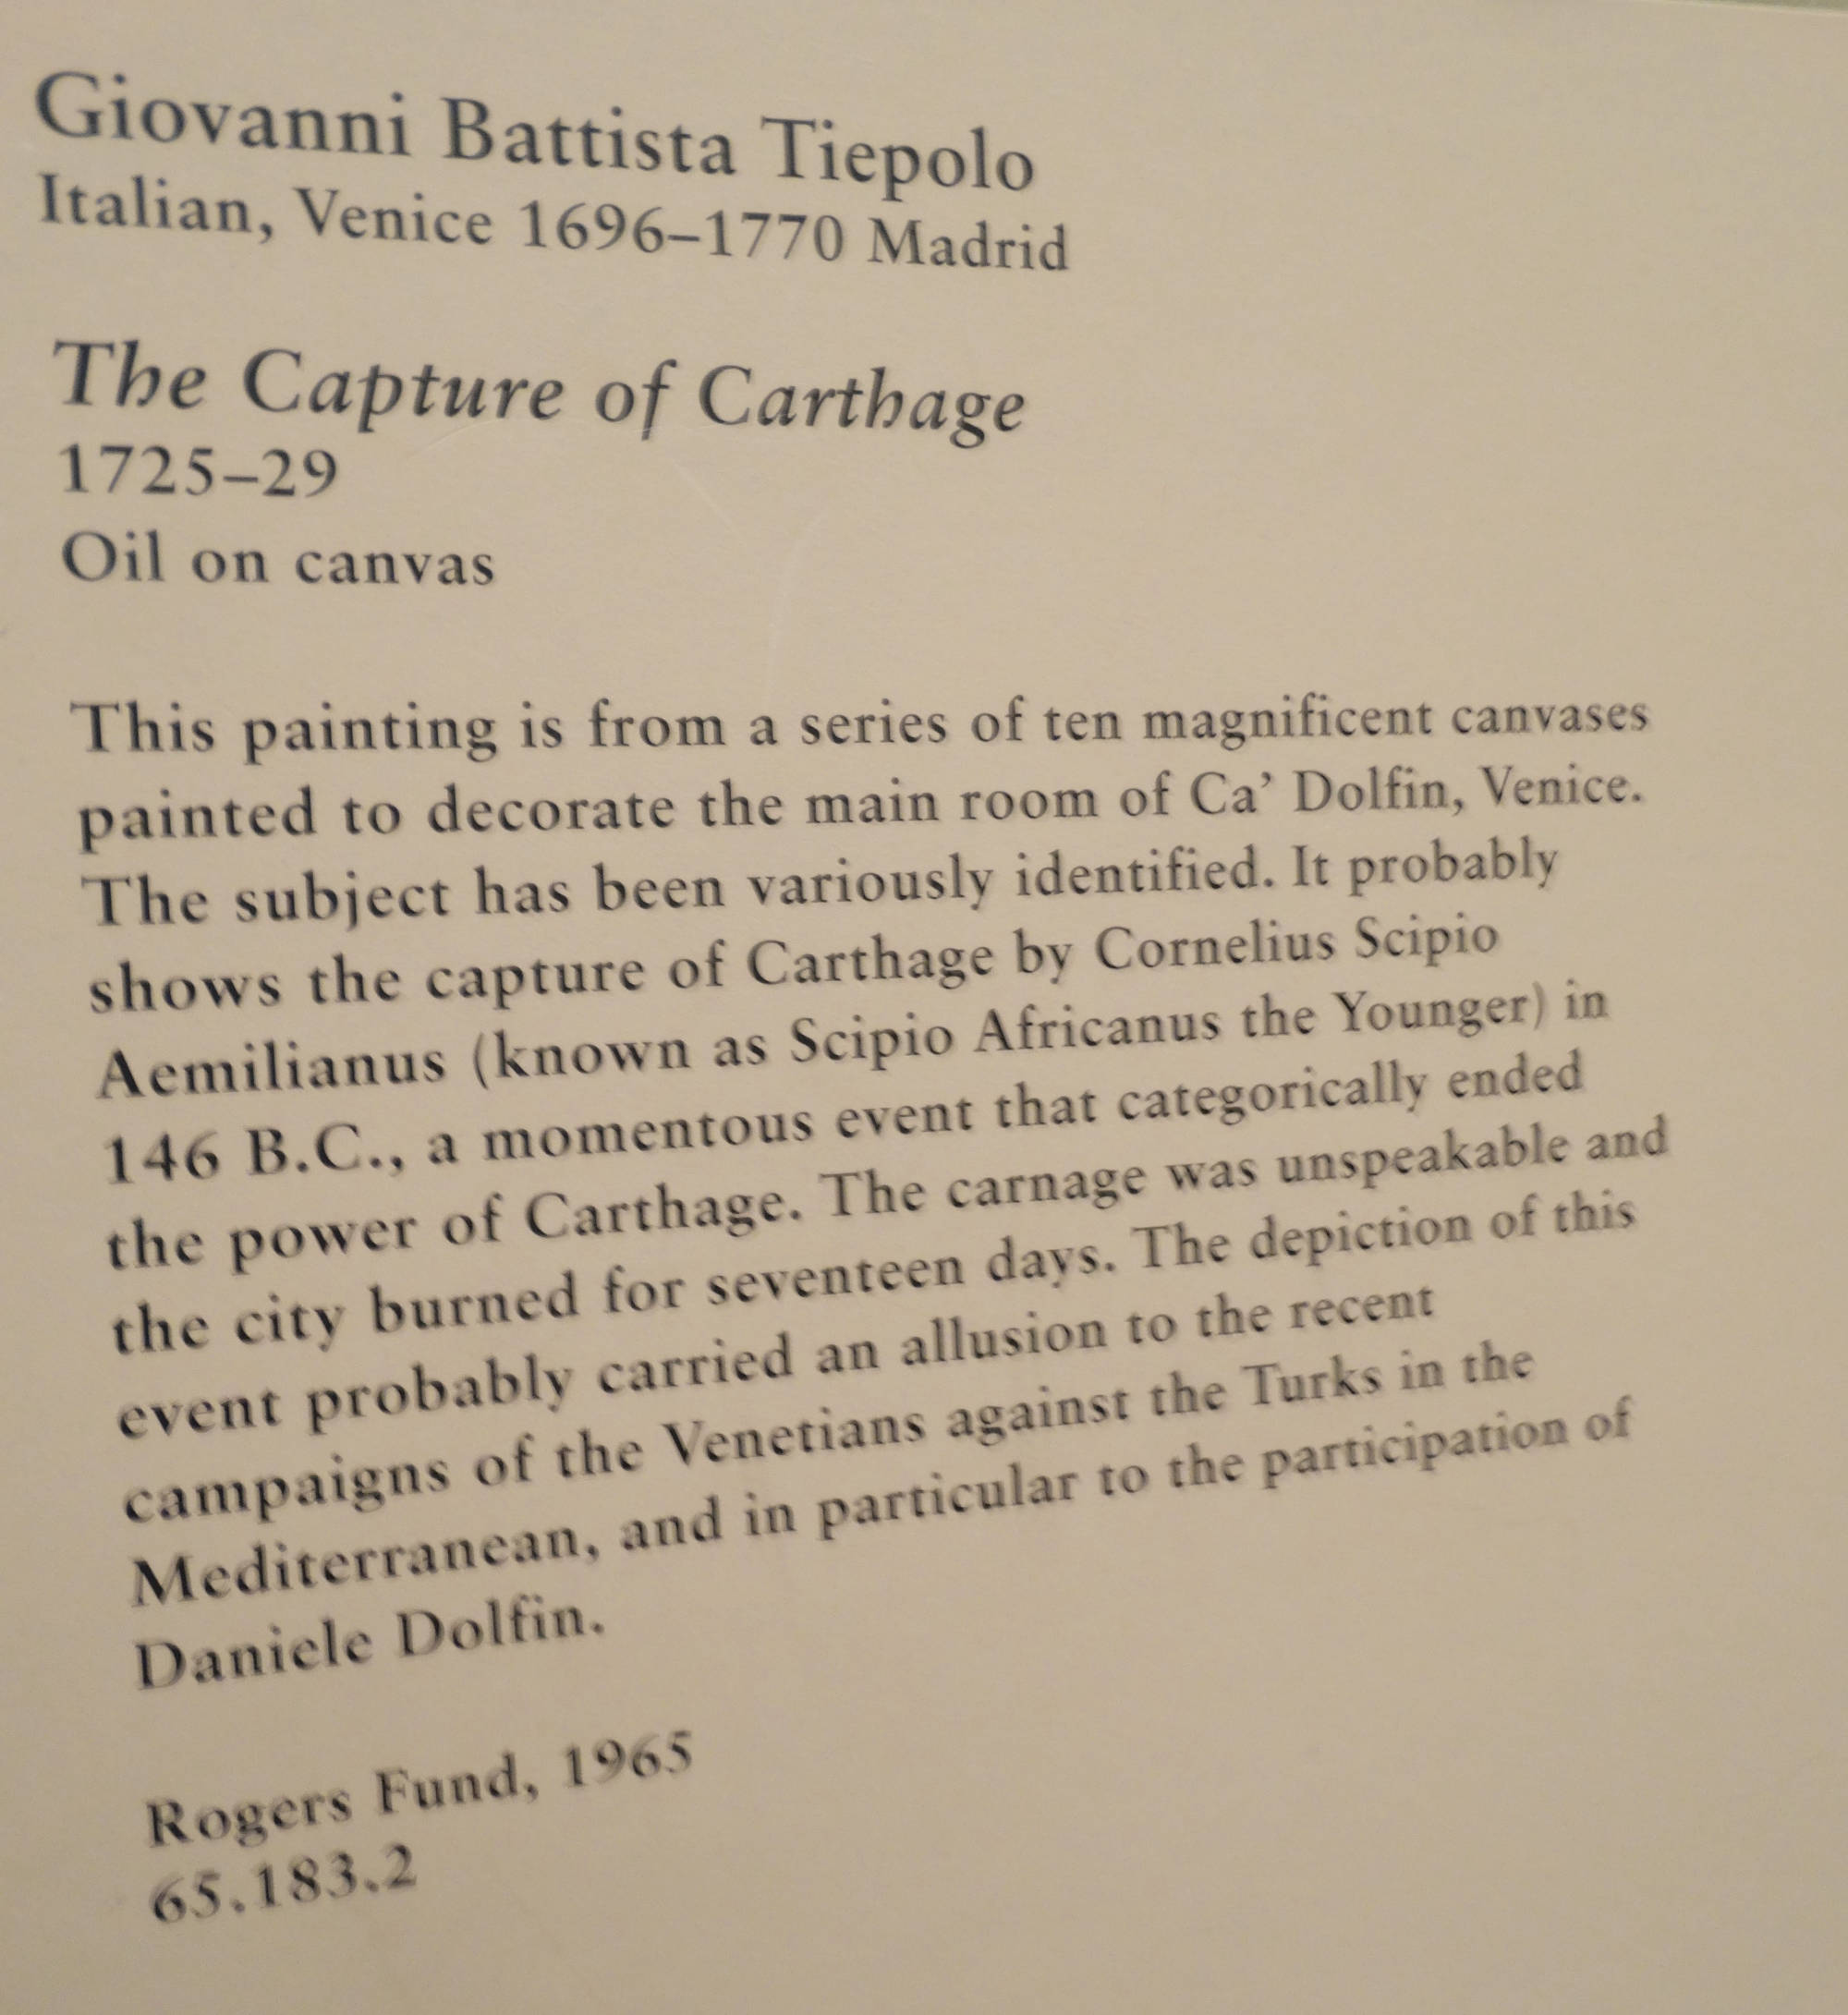 Giovanni Battista Tiepolo
Italian, Venice 1696–1770 Madrid
The Capture of Carthage
1725–29
Oil on canvas
This painting is from a series of ten magnificent canvases
painted to decorate the main room of Ca’ Dolfin, Venice.
The subject has been variously identified. It probably
shows the capture of Carthage by Cornelius Scipio
Aemilianus (known as Scipio Africanus the Younger) in
146 B.C., a momentous event that categorically ended
the power of Carthage. The carnage was unspeakable and
the city burned for seventeen days. The depiction of this
event probably carried an allusion to the recent
campaigns of the Venetians against the Turks in the
Mediterranean, and in particular to the participation of
Daniele Dolfin.
Rogers Fund, 1965
65.183.2